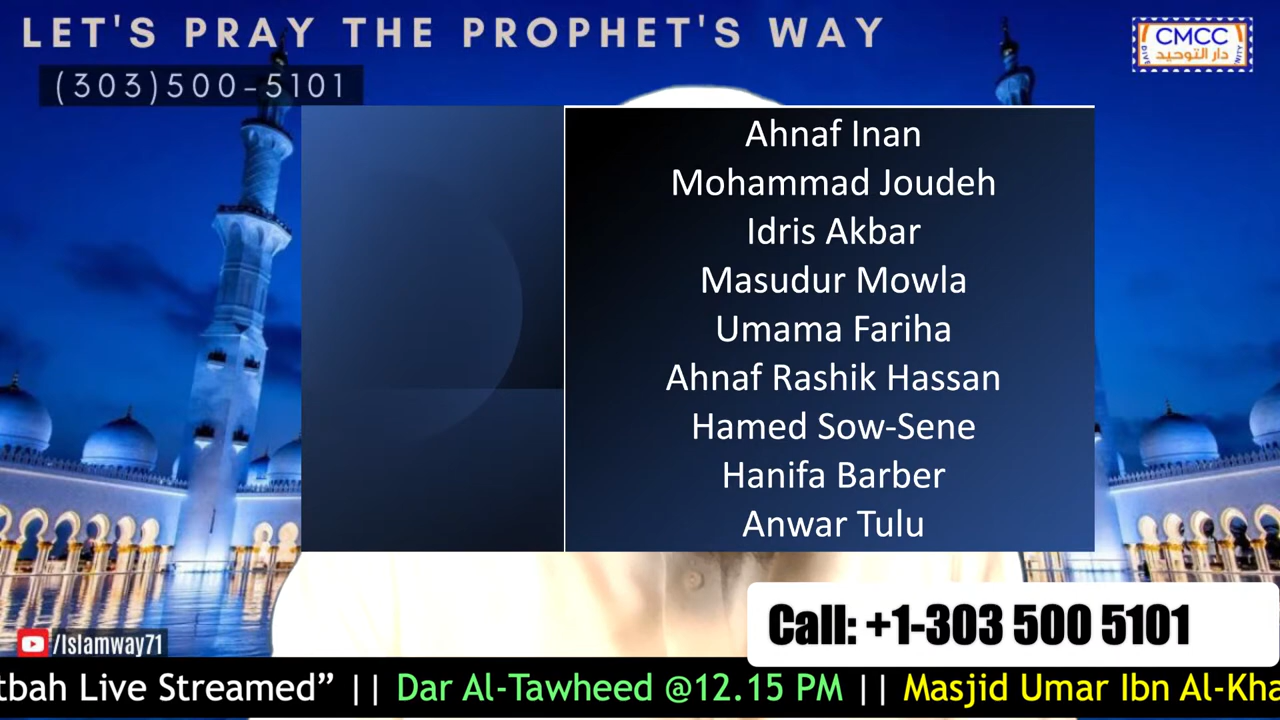 LET'S PRAY THE PROPHET'S WAY
(303)500-5101
CMCC
دار التوحيد
Ahnaf Inan
Mohammad Joudeh
Idris Akbar
Masudur Mowla
Umama Fariha
Ahnaf Rashik Hassan
Hamed Sow-Sene
Hanifa Barber
Anwar Tulu
Call: +1-303 500 5101
/Islamway71
tbah Live Streamed” || Dar Al-Tawheed @12.15 PM || Masjid Umar Ibn Al-Kha